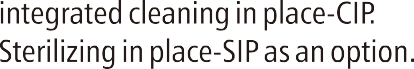 integrated cleaning in place-CIP.
Sterilizing in place-SIP as an option.